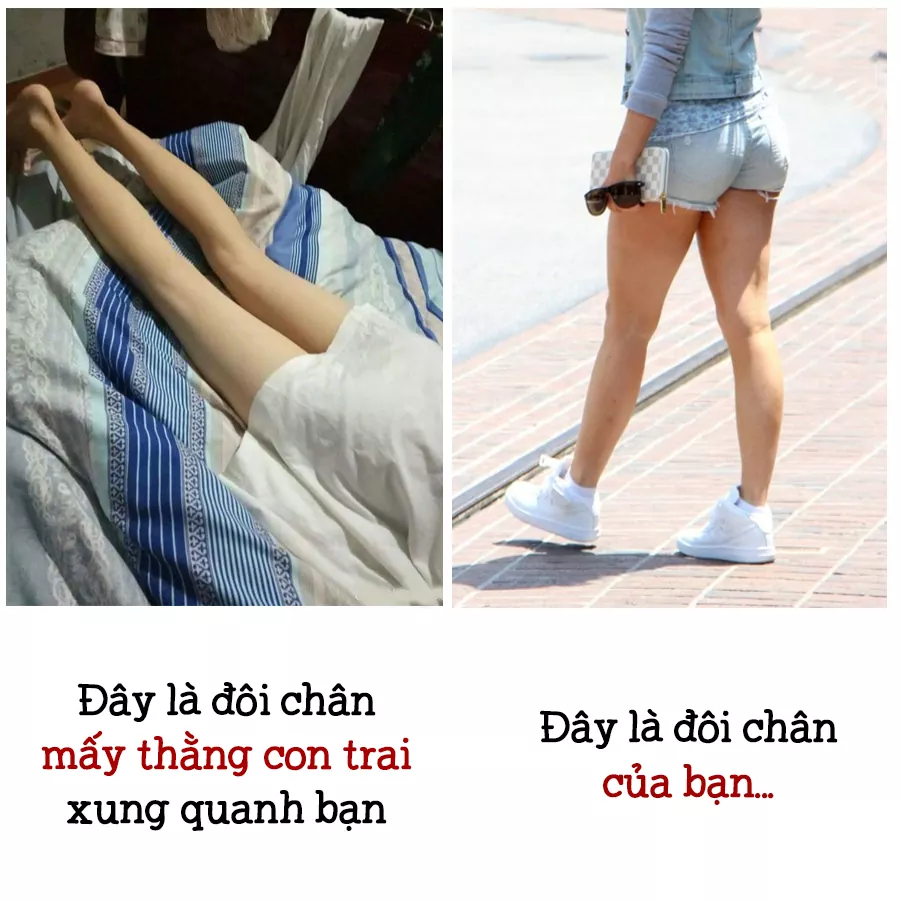 Đây là đôi chân
mấy thằng con trai
xung quanh bạn
Đây là đôi chân
của bạn...